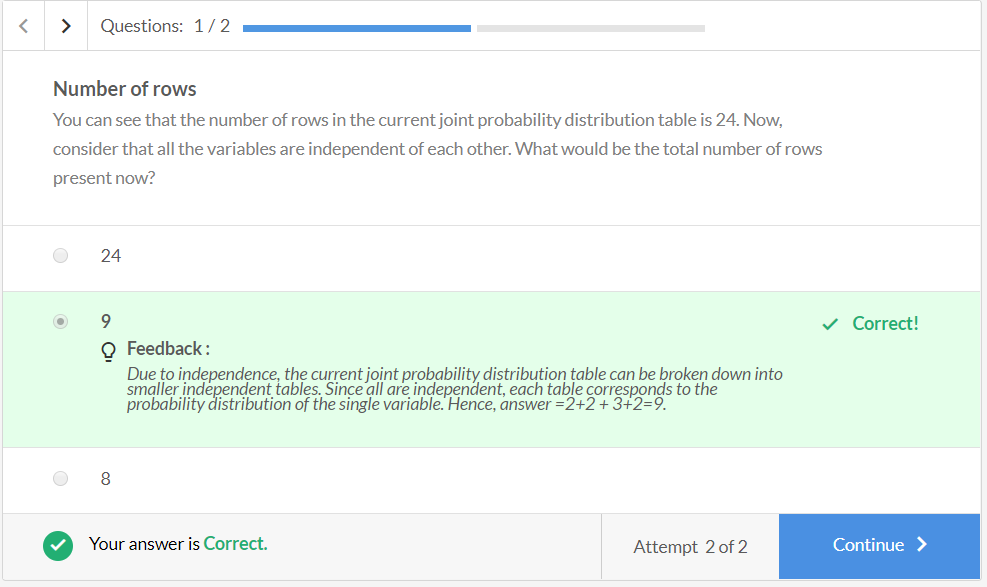 Questions: 1 / 2
Number of rows
You can see that the number of rows in the current joint probability distribution table is 24. Now,
consider that all the variables are independent of each other. What would be the total number of rows
present now?
24
9
Correct!
Feedback :
Due to independence, the current joint probability distribution table can be broken down into
smaller independent tables. Since all are independent, each table corresponds to the
probability distribution of the single variable. Hence, answer =2+2 + 3+2=9.
8
Your answer is Correct.
Attempt 2 of 2
Continue